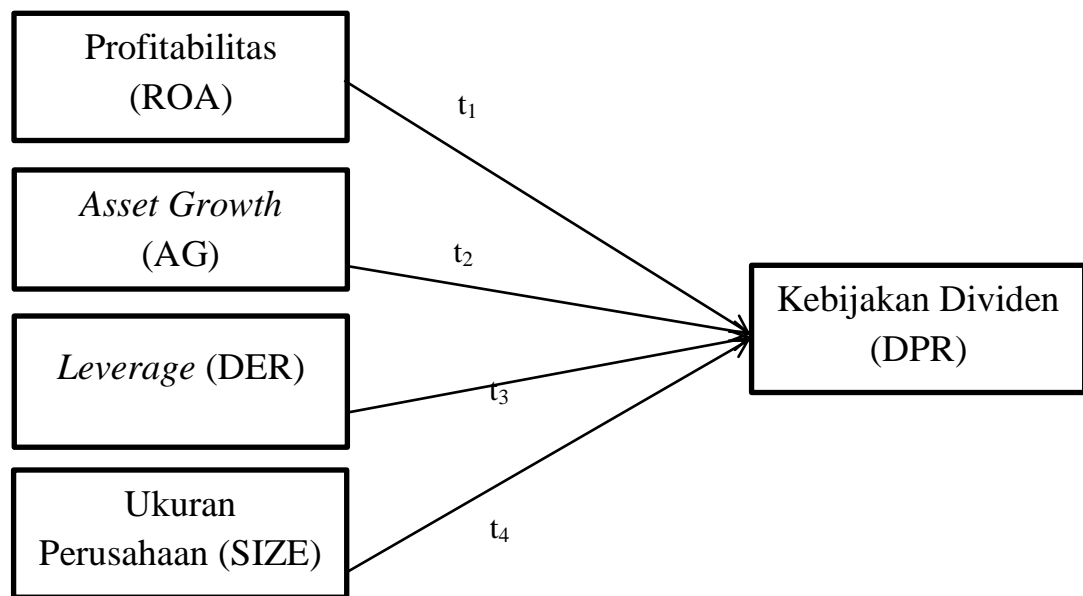 Profitabilitas
(ROA)
t₁
Asset Growth
(AG)
t₂
Leverage (DER)
t₃
Ukuran
Perusahaan (SIZE)
t₄
Kebijakan Dividen
(DPR)